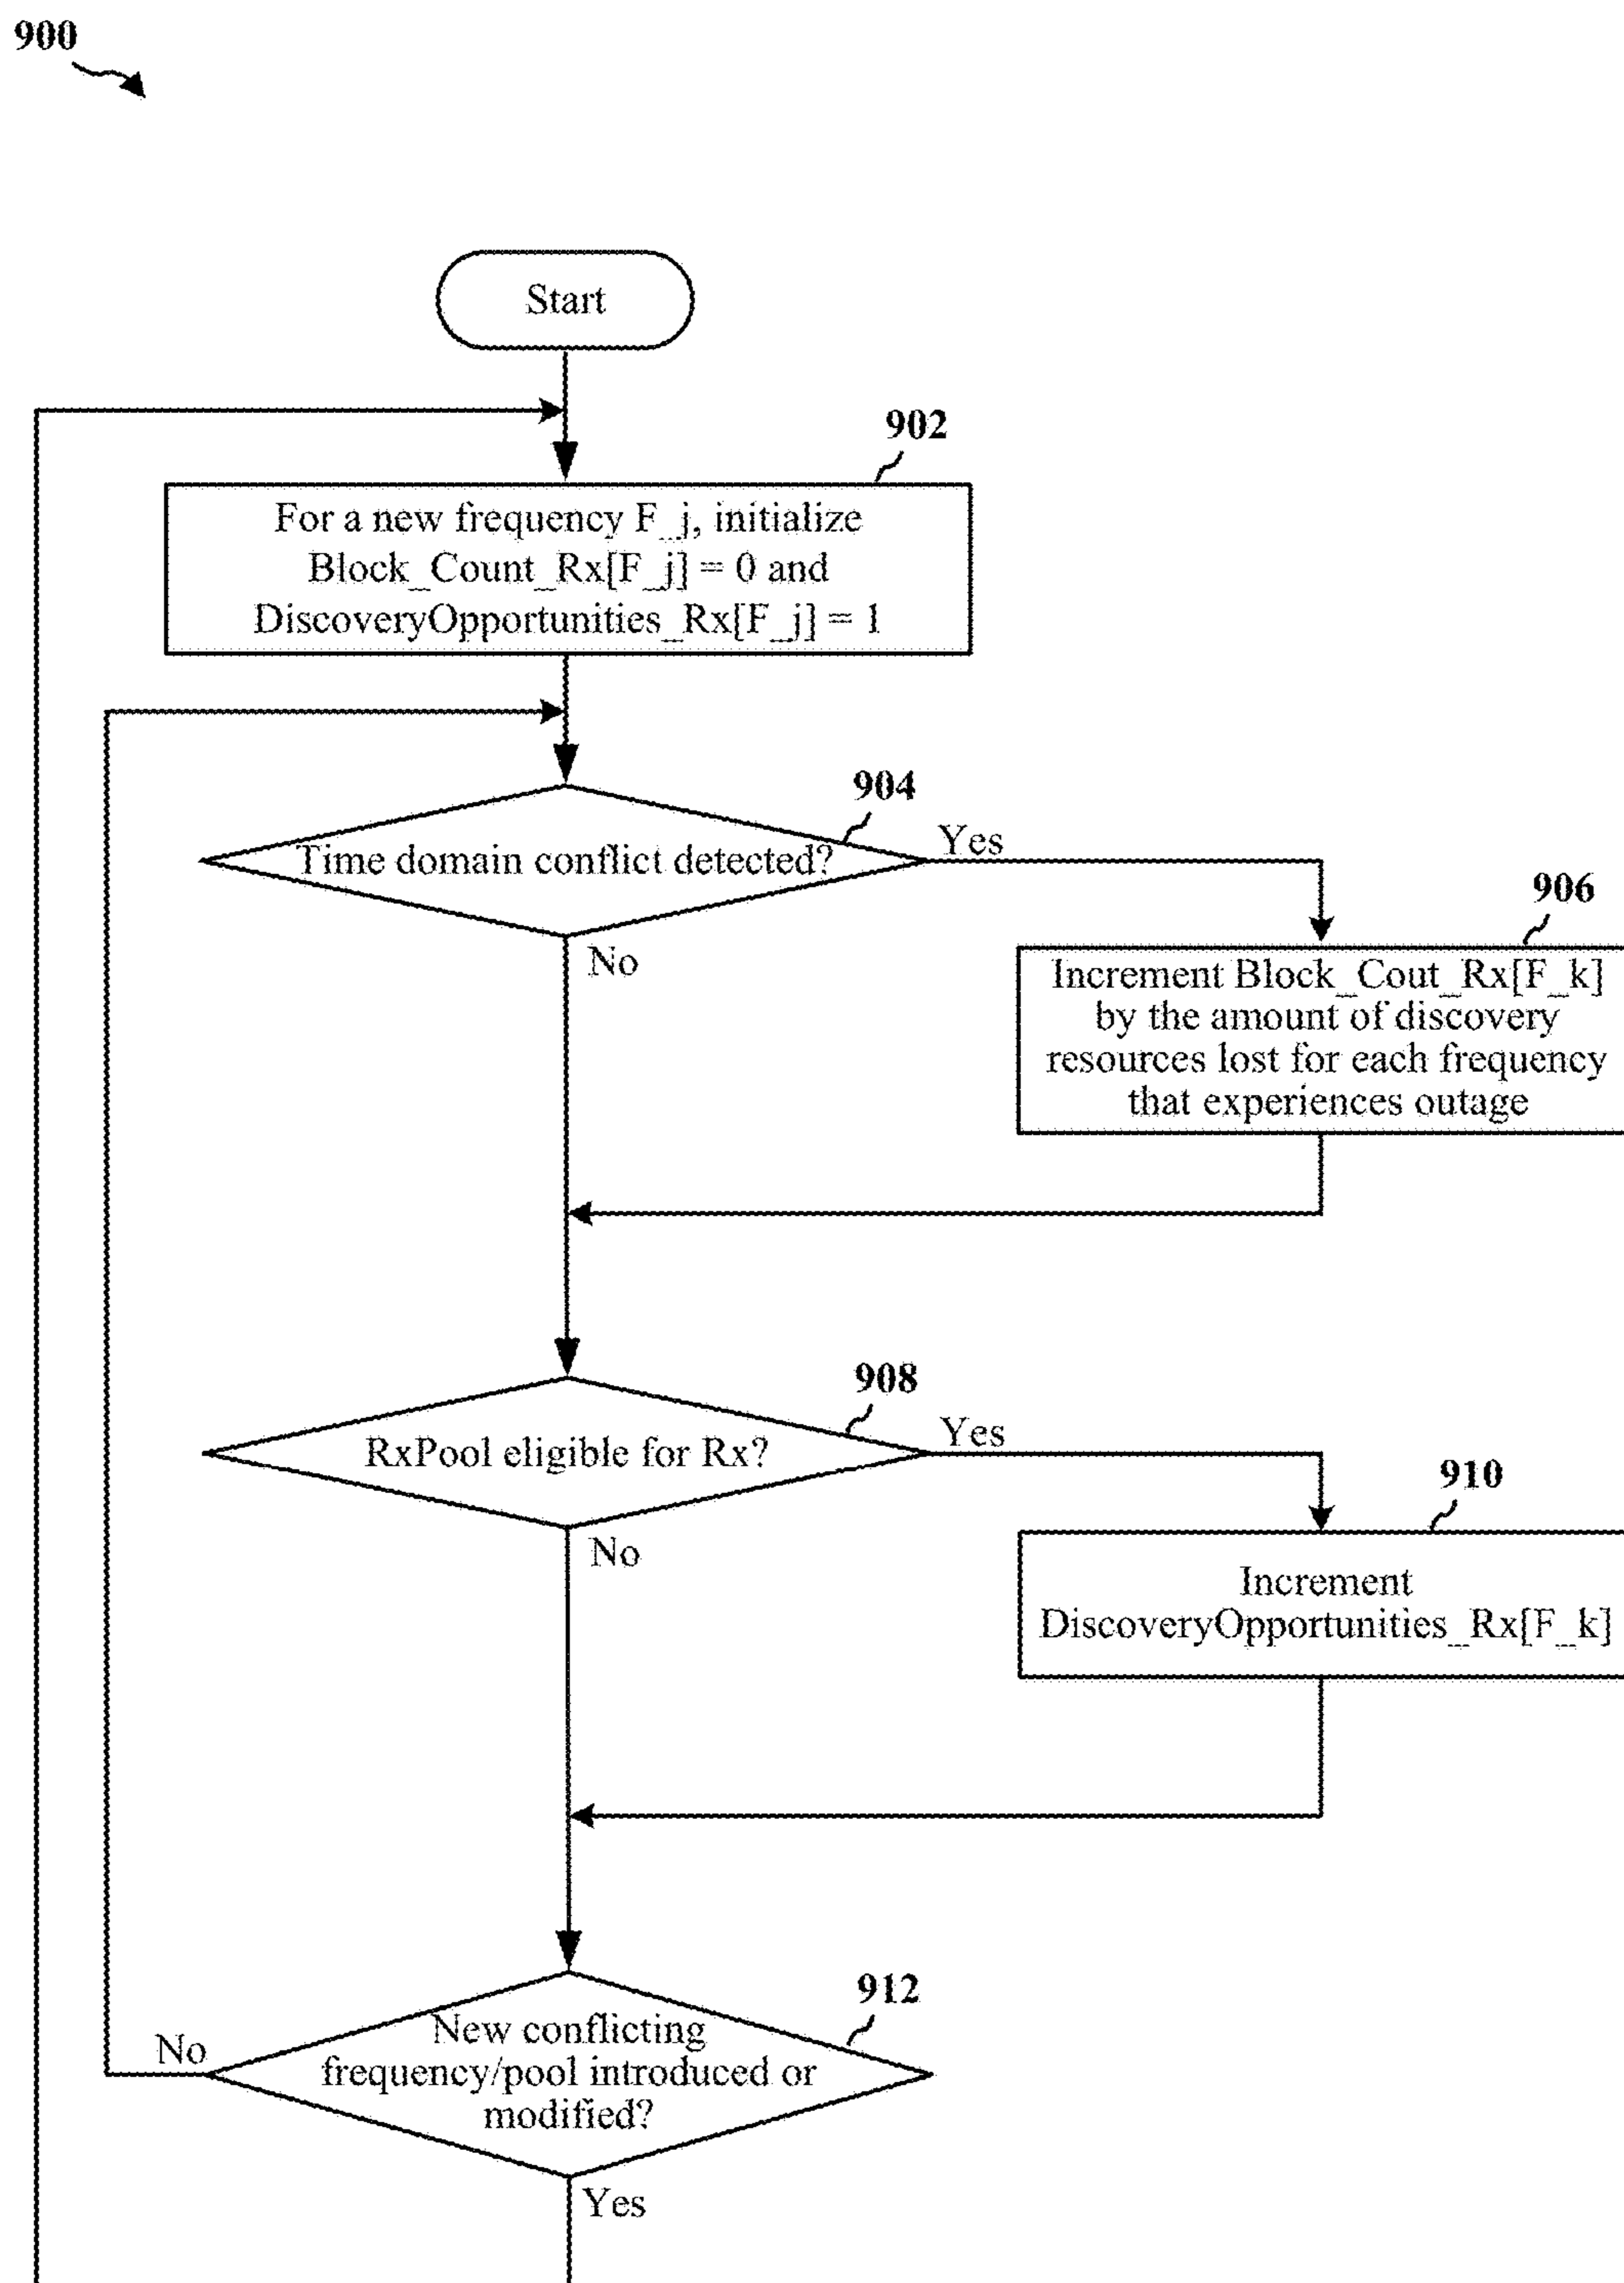 900
Start
902
For a new frequency F_j, initialize
Block_Count_Rx[F_j] = 0 and
DiscoveryOpportunities_Rx[F_j] = 1
904
Time domain conflict detected?
Yes
No
906
Increment Block_Cout_Rx[F_k]
by the amount of discovery
resources lost for each frequency
that experiences outage
908
RxPool eligible for Rx?
Yes
No
910
Increment
DiscoveryOpportunities_Rx[F_k]
912
New conflicting
frequency/pool introduced or
modified?
No
Yes